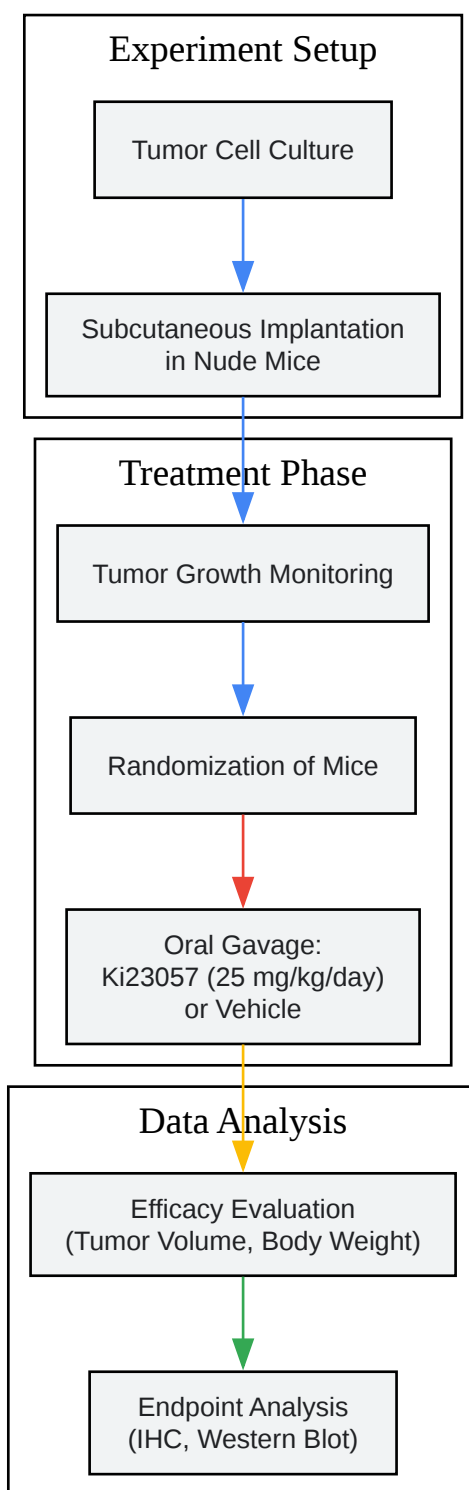 Experiment Setup
Tumor Cell Culture
Subcutaneous Implantation
in Nude Mice
Treatment Phase
Tumor Growth Monitoring
Randomization of Mice
Oral Gavage:
Ki23057 (25 mg/kg/day)
or Vehicle
Data Analysis
Efficacy Evaluation
(Tumor Volume, Body Weight)
Endpoint Analysis
(IHC, Western Blot)